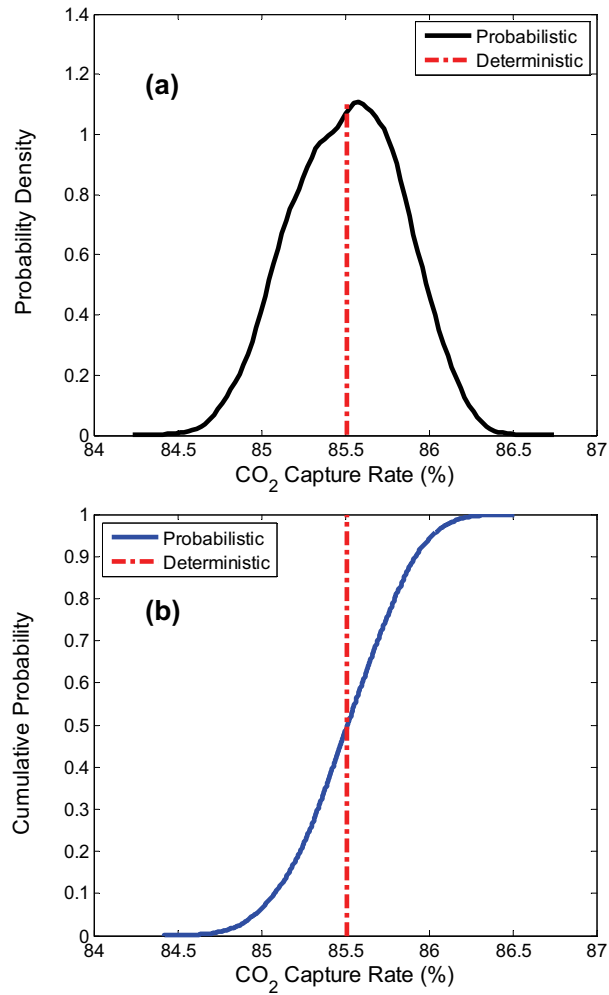 Probabilistic
Deterministic
(a)
1.4
1.2
1
0.8
0.6
0.4
0.2
0
Probability Density
84 84.5 85 85.5 86 86.5 87
CO2 Capture Rate (%)
Probabilistic
Deterministic
(b)
1
0.9
0.8
0.7
0.6
0.5
0.4
0.3
0.2
0.1
0
Cumulative Probability
84 84.5 85 85.5 86 86.5 87
CO2 Capture Rate (%)